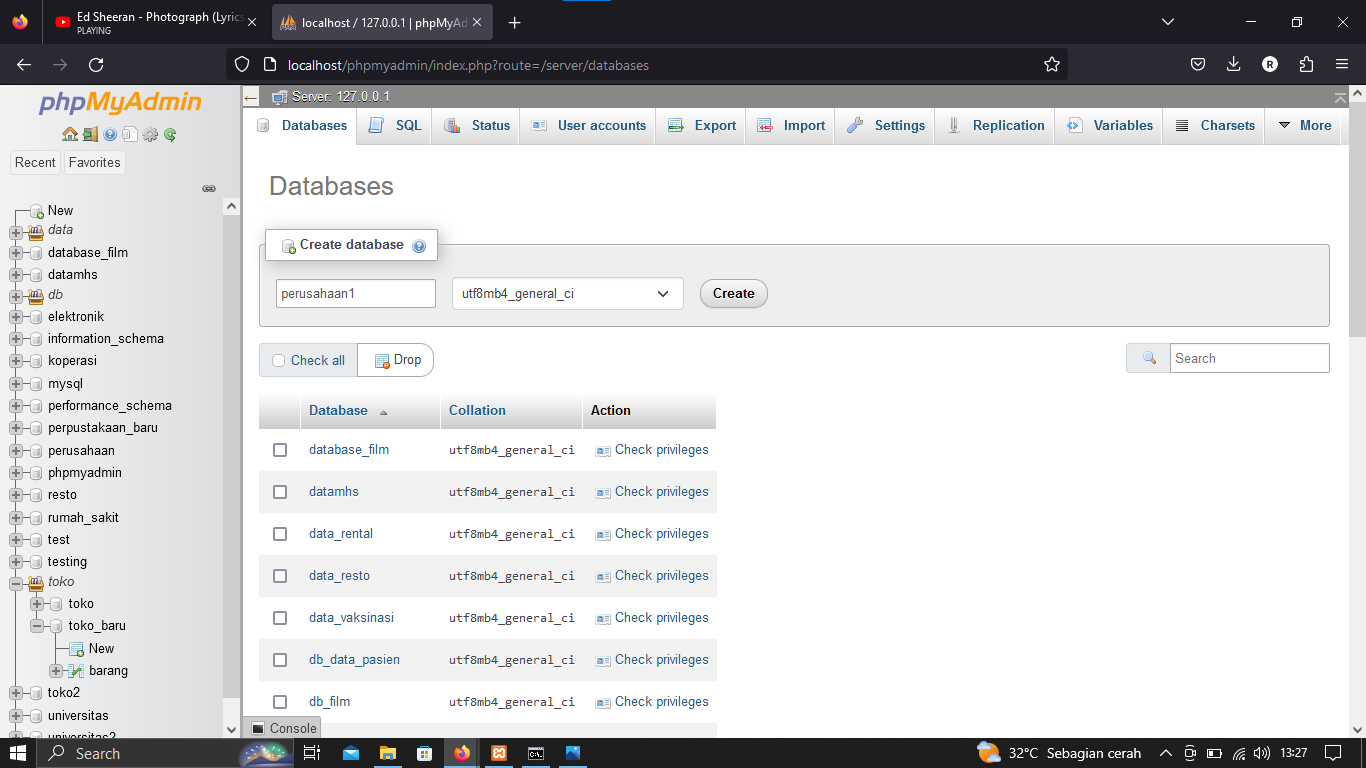 Ed Sheeran - Photograph (Lyrics
PLAYING
localhost / 127.0.0.1 | phpMyAd
localhost/phpmyadmin/index.php?route=/server/databases
R
phpMyAdmin
Recent
Favorites
New
data
database_film
datamhs
db
elektronik
information_schema
koperasi
mysql
performance_schema
perpustakaan_baru
perusahaan
phpmyadmin
resto
rumah_sakit
test
testing
toko
toko
toko_baru
New
barang
toko2
universitas
universitas2
Server: 127.0.0.1
Databases
SQL
Status
User accounts
Export
Import
Settings
Replication
Variables
Charsets
More
Databases
Create database
perusahaan1
utf8mb4_general_ci
Create
Check all
Drop
Search
Database Collation Action
database_film utf8mb4_general_ci Check privileges
datamhs utf8mb4_general_ci Check privileges
data_rental utf8mb4_general_ci Check privileges
data_resto utf8mb4_general_ci Check privileges
data_vaksinasi utf8mb4_general_ci Check privileges
db_data_pasien utf8mb4_general_ci Check privileges
db_film utf8mb4_general_ci Check privileges
Console
Search
32°C Sebagian cerah
13:27